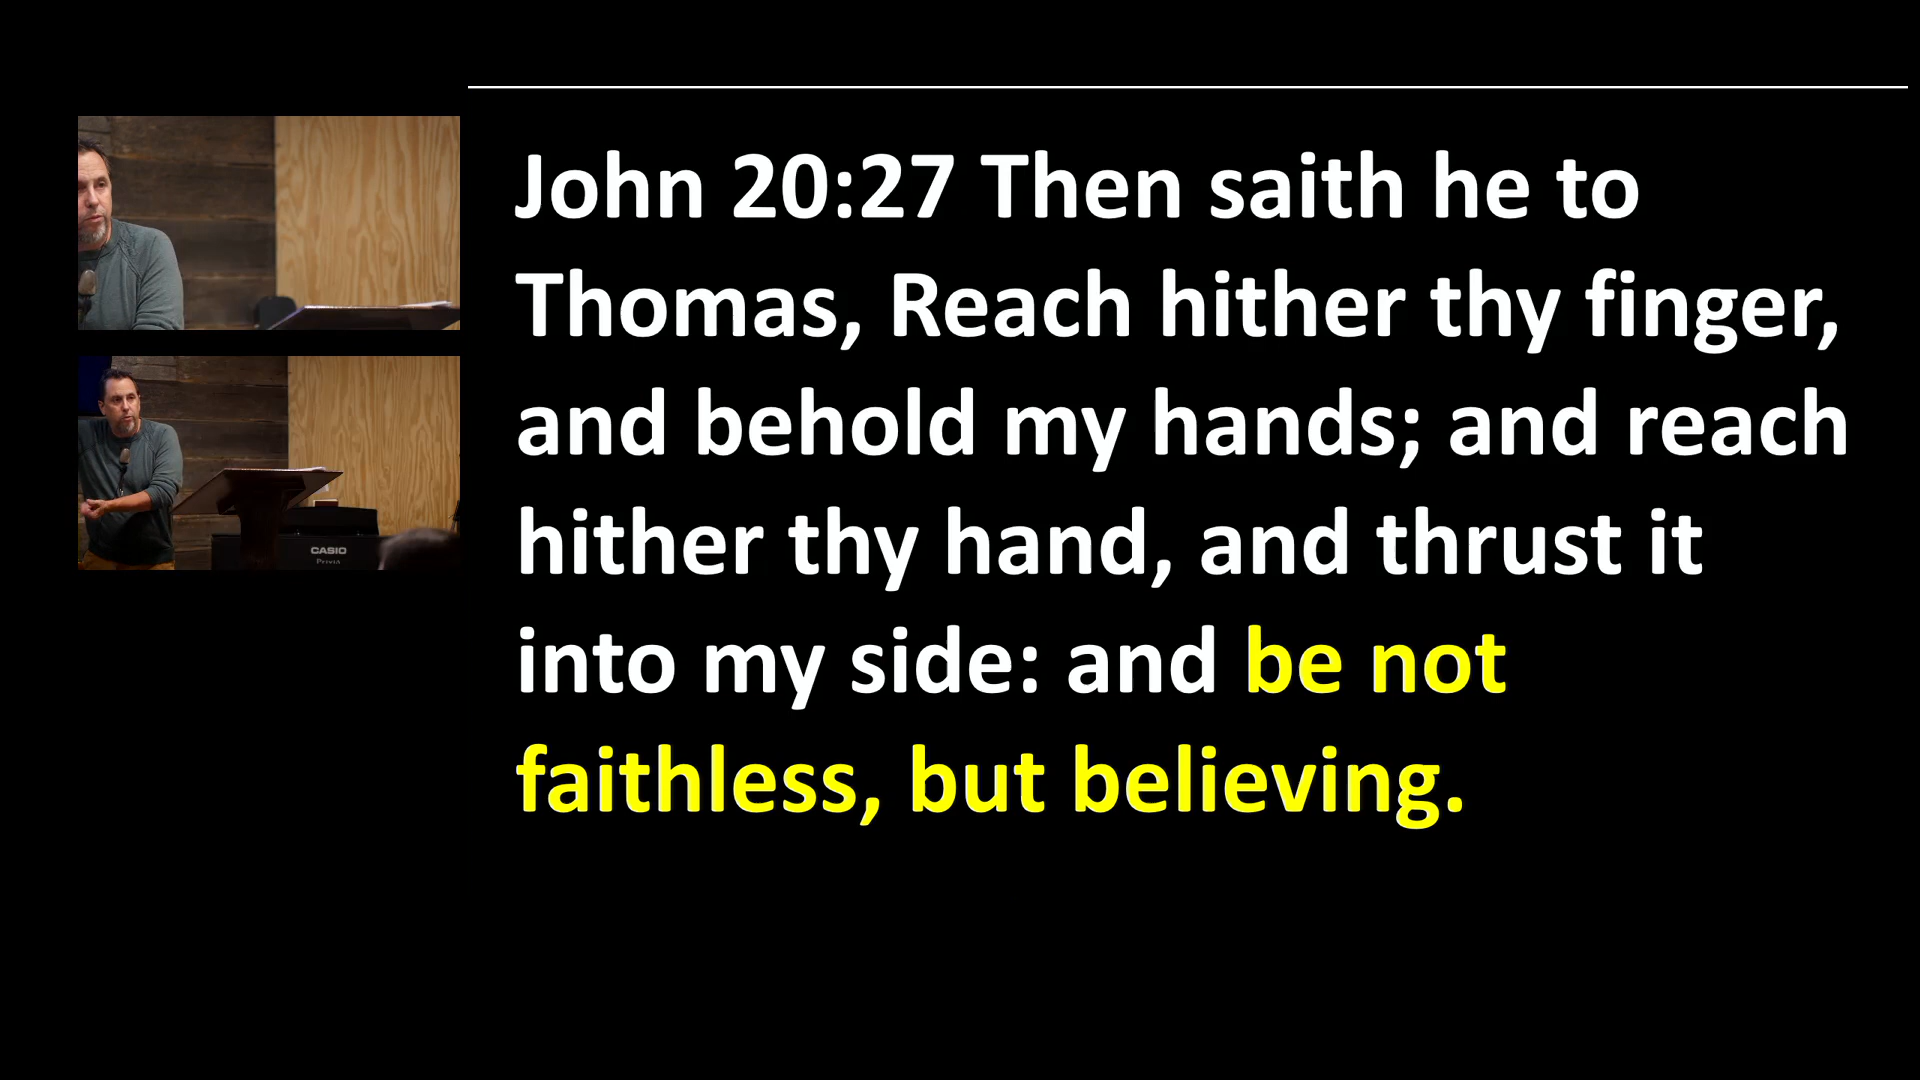 John 20:27 Then saith he to
Thomas, Reach hither thy finger,
and behold my hands; and reach
hither thy hand, and thrust it
into my side: and be not
faithless, but believing.
CASIO
Privia